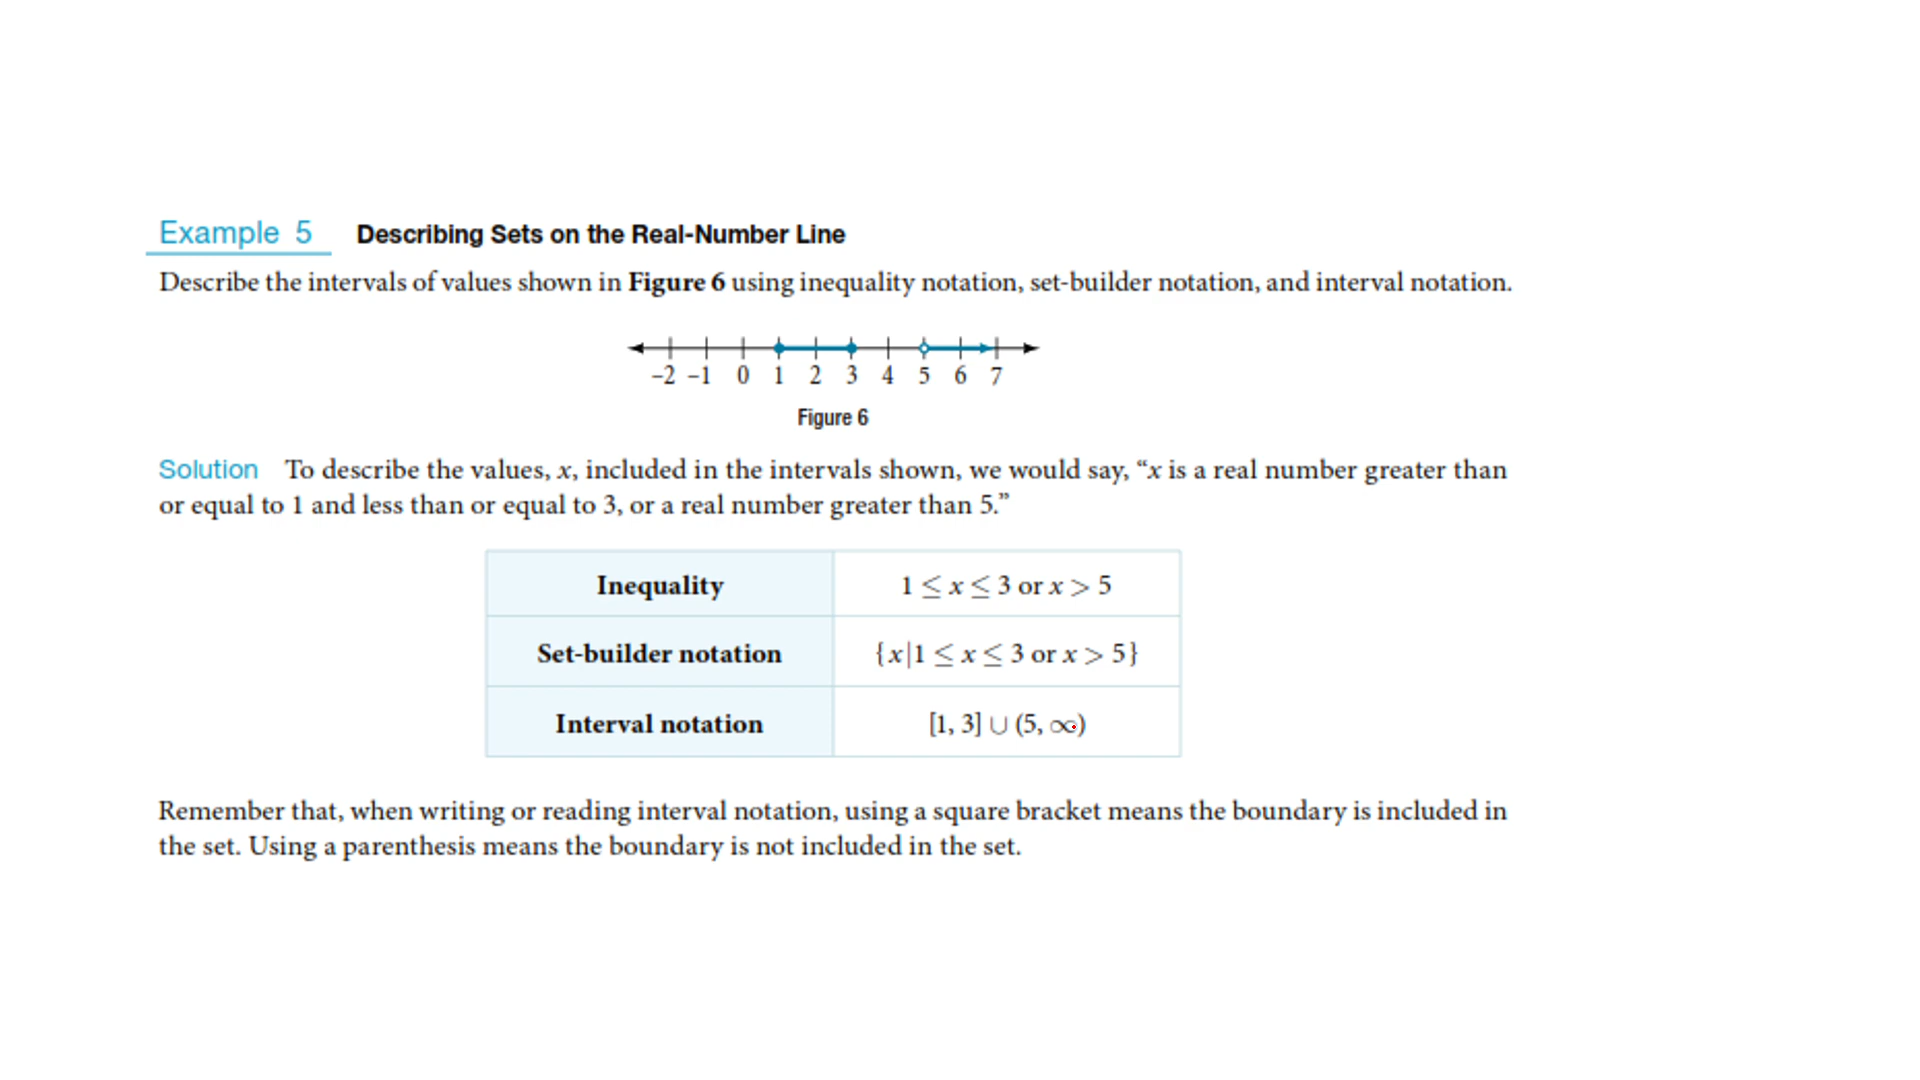 Example 5 Describing Sets on the Real-Number Line
Describe the intervals of values shown in Figure 6 using inequality notation, set-builder notation, and interval notation.
–2 –1 0 1 2 3 4 5 6 7
Figure 6
Solution To describe the values, x, included in the intervals shown, we would say, “x is a real number greater than
or equal to 1 and less than or equal to 3, or a real number greater than 5.”
Inequality 1 ≤ x ≤ 3 or x > 5
Set-builder notation {x|1 ≤ x ≤ 3 or x > 5}
Interval notation [1, 3] ∪ (5, ∞)
Remember that, when writing or reading interval notation, using a square bracket means the boundary is included in
the set. Using a parenthesis means the boundary is not included in the set.